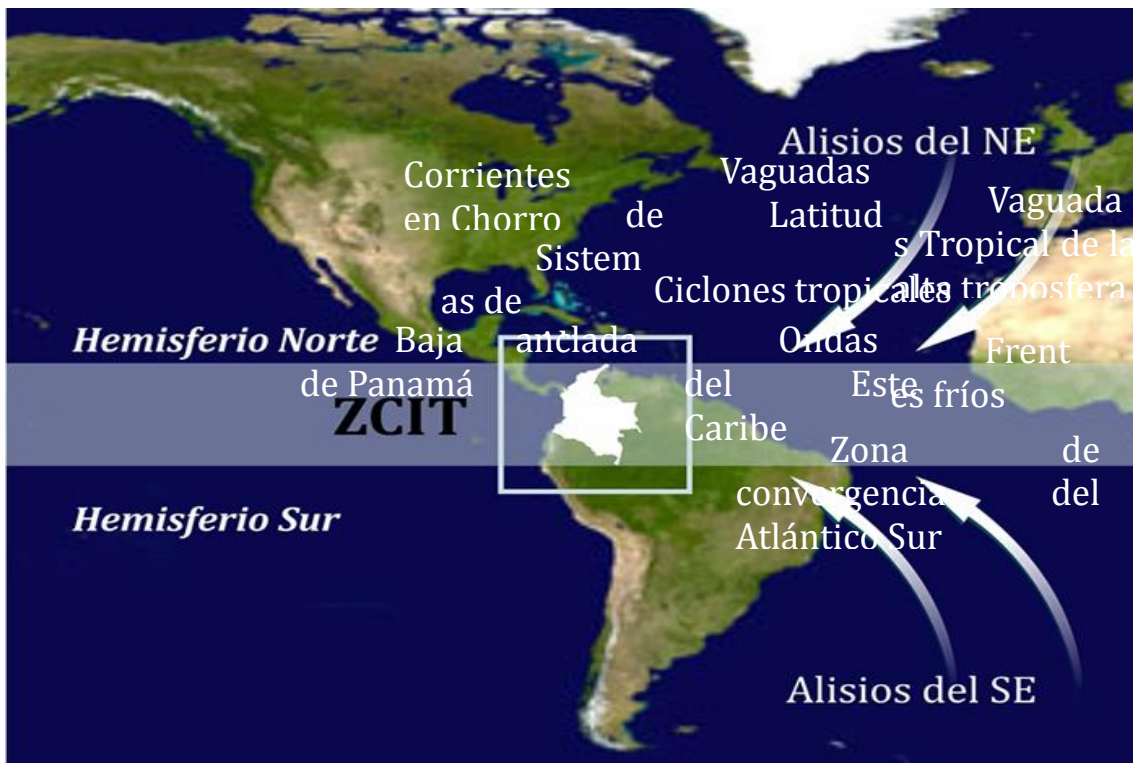 Alisios del NE
Corrientes
en Chorro
Vaguadas
de Latitud
Vaguada
s Tropical de la
alta troposfera
Sistem
as de
Ciclones tropicales
Hemisferio Norte
Baja anclada
de Panamá
Ondas
del Este
Caribe
Frent
es fríos
ZCIT
Zona de
convergencia del
Atlántico Sur
Hemisferio Sur
Alisios del SE